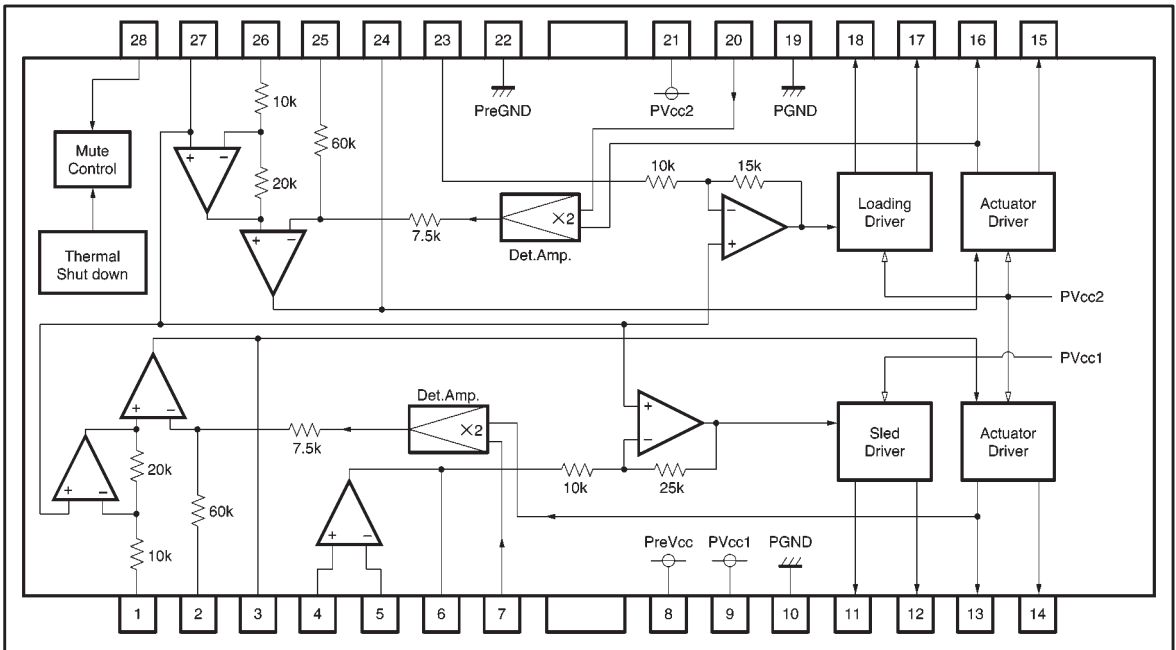 28 27 26 25 24 23 22 21 20 19 18 17 16 15
PreGND
PVcc2
PGND
10k
60k
Mute
Control
20k
+ −
10k
15k
×2
7.5k
Det.Amp.
+ −
−
+
Loading
Driver
Actuator
Driver
Thermal
Shut down
PVcc2
PVcc1
Det.Amp.
×2
7.5k
+ −
+
−
Sled
Driver
Actuator
Driver
20k
10k
25k
+ −
60k
+ −
10k
PreVcc
PVcc1
PGND
1 2 3 4 5 6 7 8 9 10 11 12 13 14